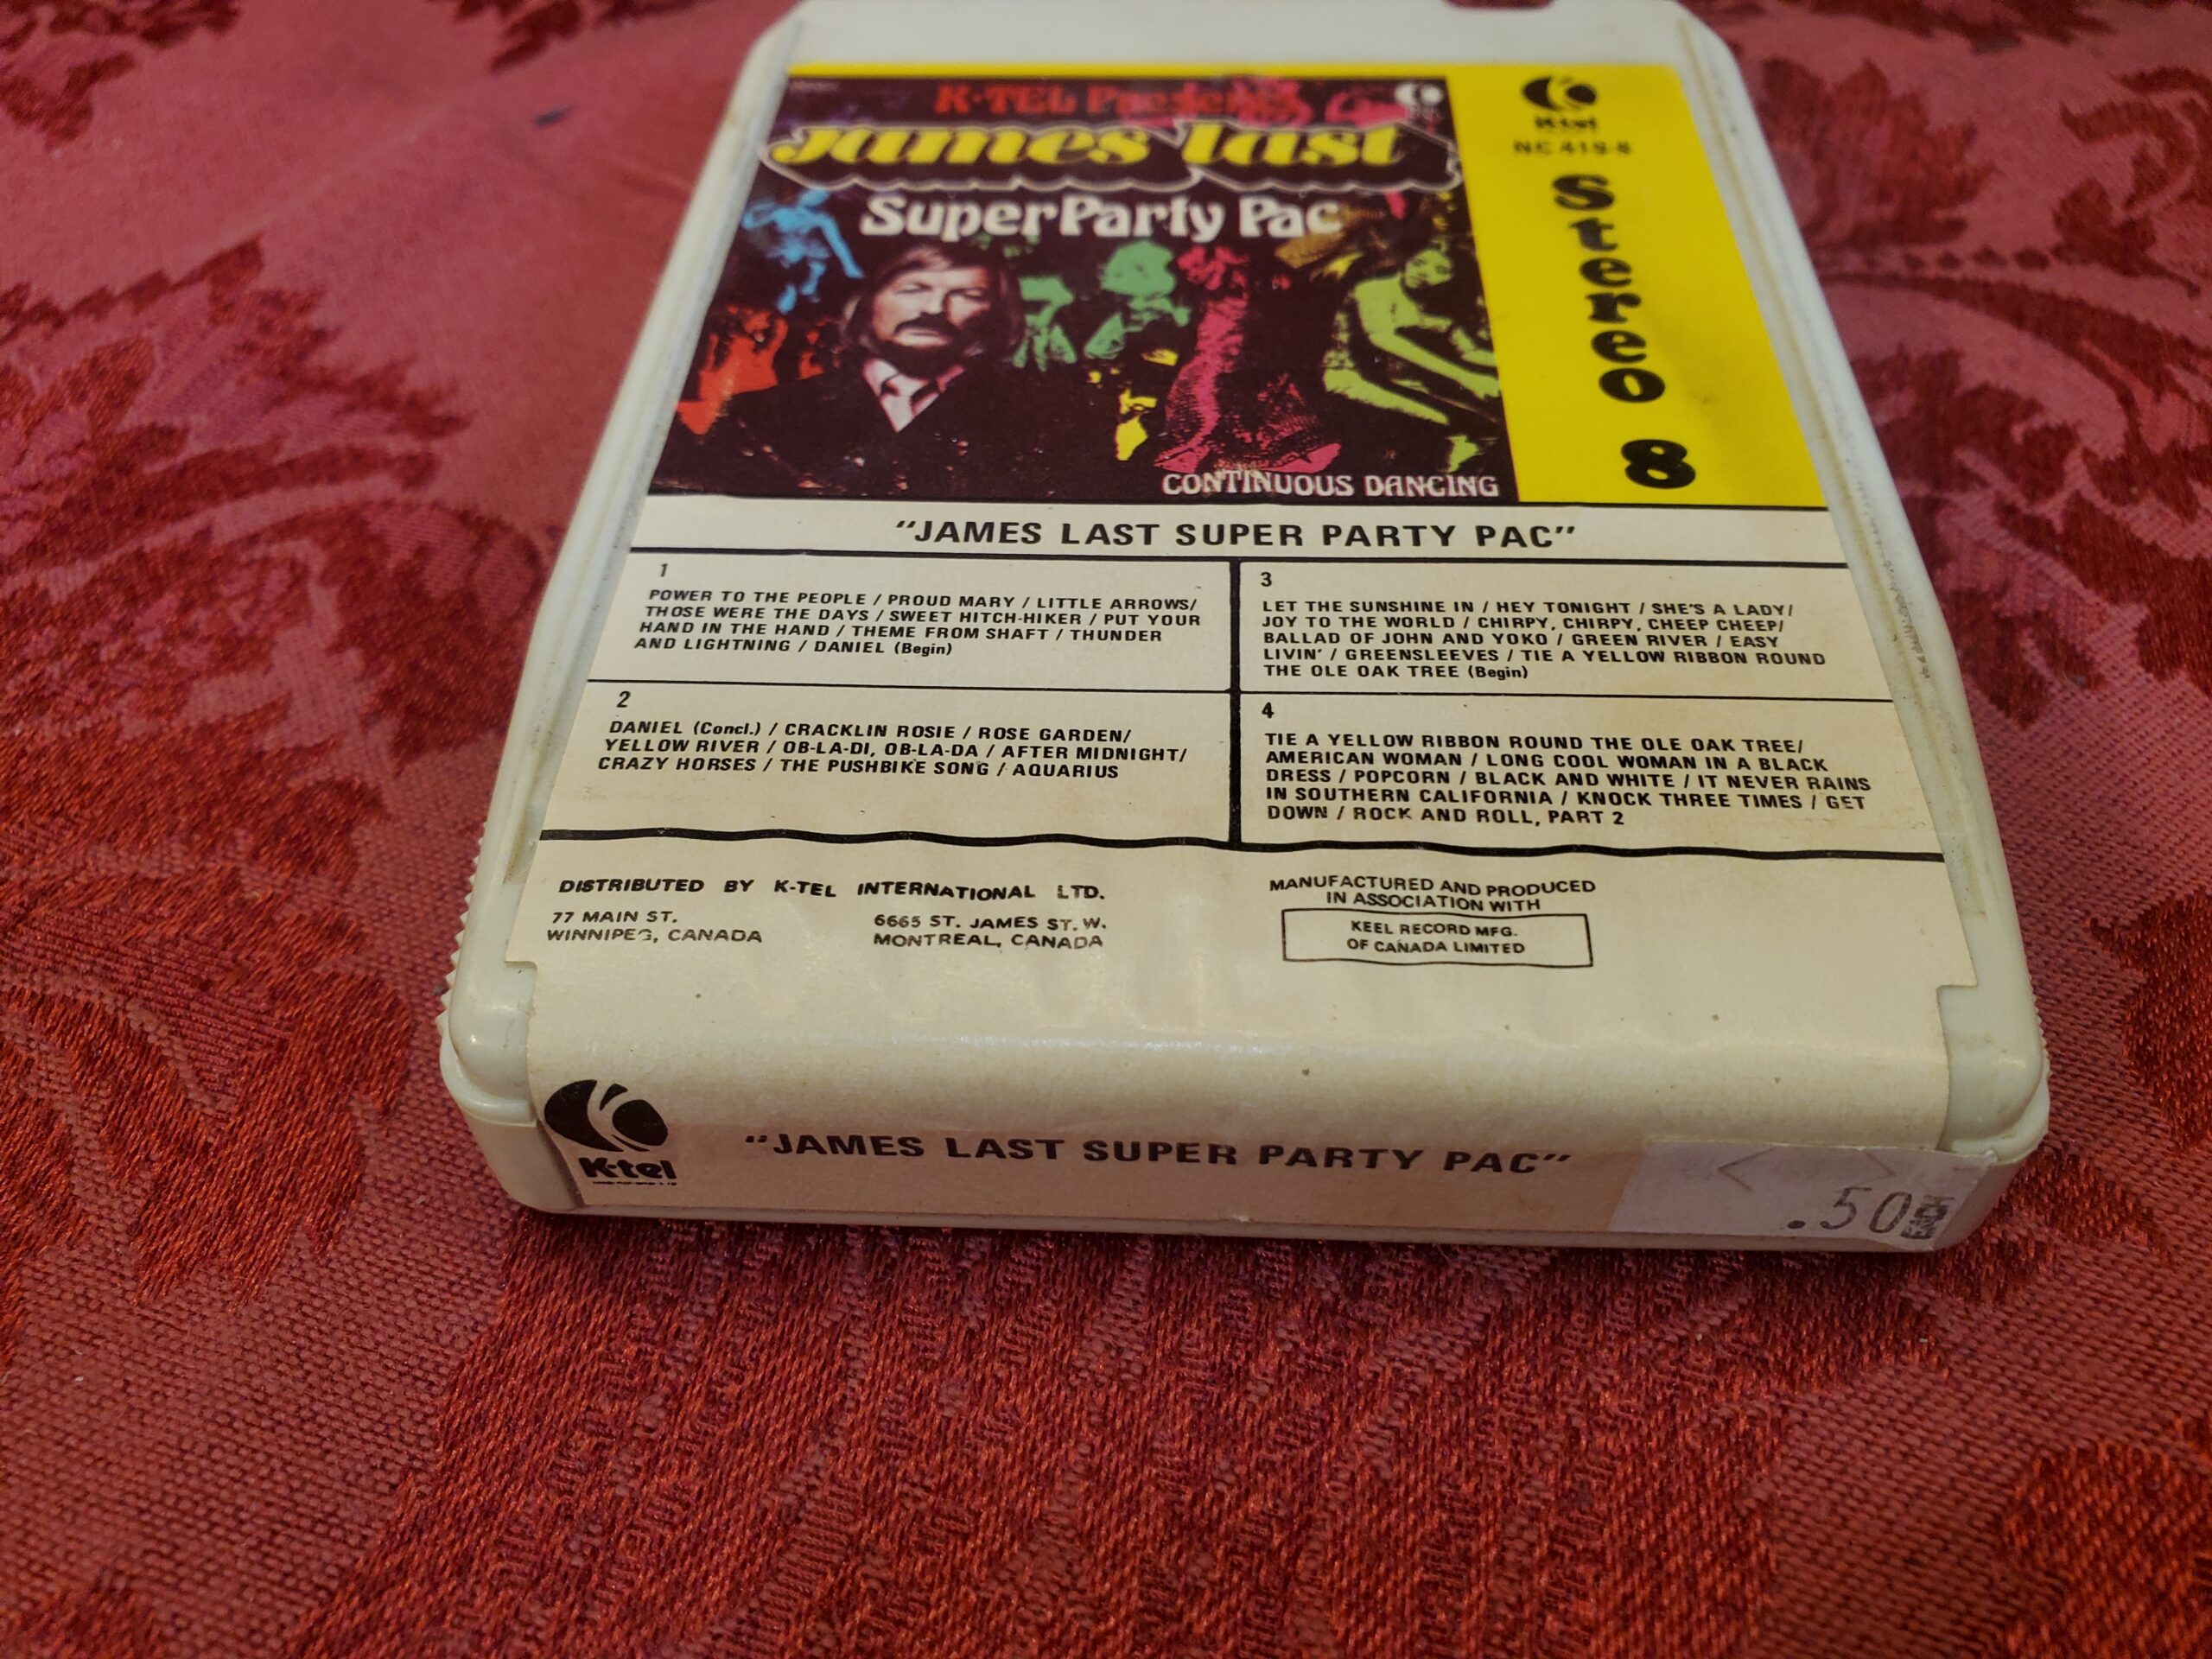 K-TEL Presents
james last
Super Party Pac
CONTINUOUS DANCING
K-tel
NC 419-8
Stereo 8
"JAMES LAST SUPER PARTY PAC"
1
POWER TO THE PEOPLE / PROUD MARY / LITTLE ARROWS/
THOSE WERE THE DAYS / SWEET HITCH-HIKER / PUT YOUR
HAND IN THE HAND / THEME FROM SHAFT / THUNDER
AND LIGHTNING / DANIEL (Begin)
2
DANIEL (Concl.) / CRACKLIN ROSIE / ROSE GARDEN/
YELLOW RIVER / OB-LA-DI, OB-LA-DA / AFTER MIDNIGHT/
CRAZY HORSES / THE PUSHBIKE SONG / AQUARIUS
3
LET THE SUNSHINE IN / HEY TONIGHT / SHE'S A LADY/
JOY TO THE WORLD / CHIRPY, CHIRPY, CHEEP CHEEP/
BALLAD OF JOHN AND YOKO / GREEN RIVER / EASY
LIVIN' / GREENSLEEVES / TIE A YELLOW RIBBON ROUND
THE OLE OAK TREE (Begin)
4
TIE A YELLOW RIBBON ROUND THE OLE OAK TREE/
AMERICAN WOMAN / LONG COOL WOMAN IN A BLACK
DRESS / POPCORN / BLACK AND WHITE / IT NEVER RAINS
IN SOUTHERN CALIFORNIA / KNOCK THREE TIMES / GET
DOWN / ROCK AND ROLL, PART 2
DISTRIBUTED BY K-TEL INTERNATIONAL LTD.
77 MAIN ST.
WINNIPEG, CANADA
6665 ST. JAMES ST. W.
MONTREAL, CANADA
MANUFACTURED AND PRODUCED
IN ASSOCIATION WITH
KEEL RECORD MFG.
OF CANADA LIMITED
K-tel
"JAMES LAST SUPER PARTY PAC"
.50 EACH